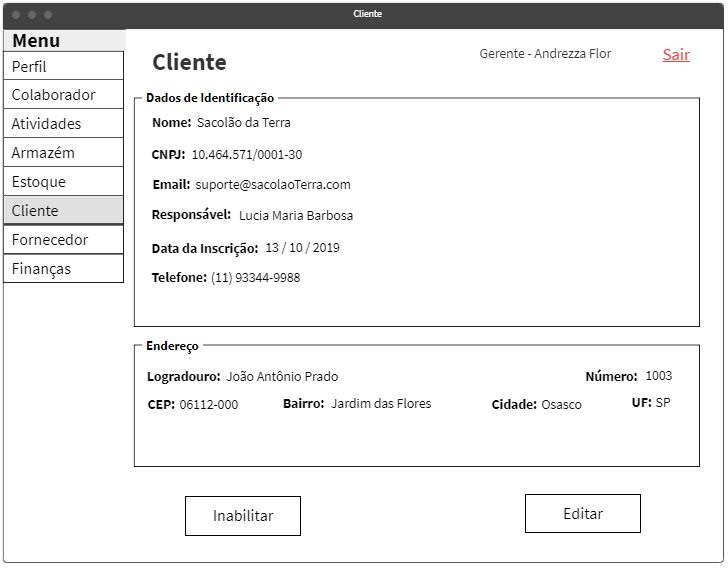 Cliente
Menu
Perfil
Colaborador
Atividades
Armazém
Estoque
Cliente
Fornecedor
Finanças
Cliente
Gerente - Andrezza Flor
Sair
Dados de Identificação
Nome: Sacolão da Terra
CNPJ: 10.464.571/0001-30
Email: suporte@sacolaoTerra.com
Responsável: Lucia Maria Barbosa
Data da Inscrição: 13 / 10 / 2019
Telefone: (11) 93344-9988
Endereço
Logradouro: João Antônio Prado Número: 1003
CEP: 06112-000 Bairro: Jardim das Flores Cidade: Osasco UF: SP
Inabilitar
Editar